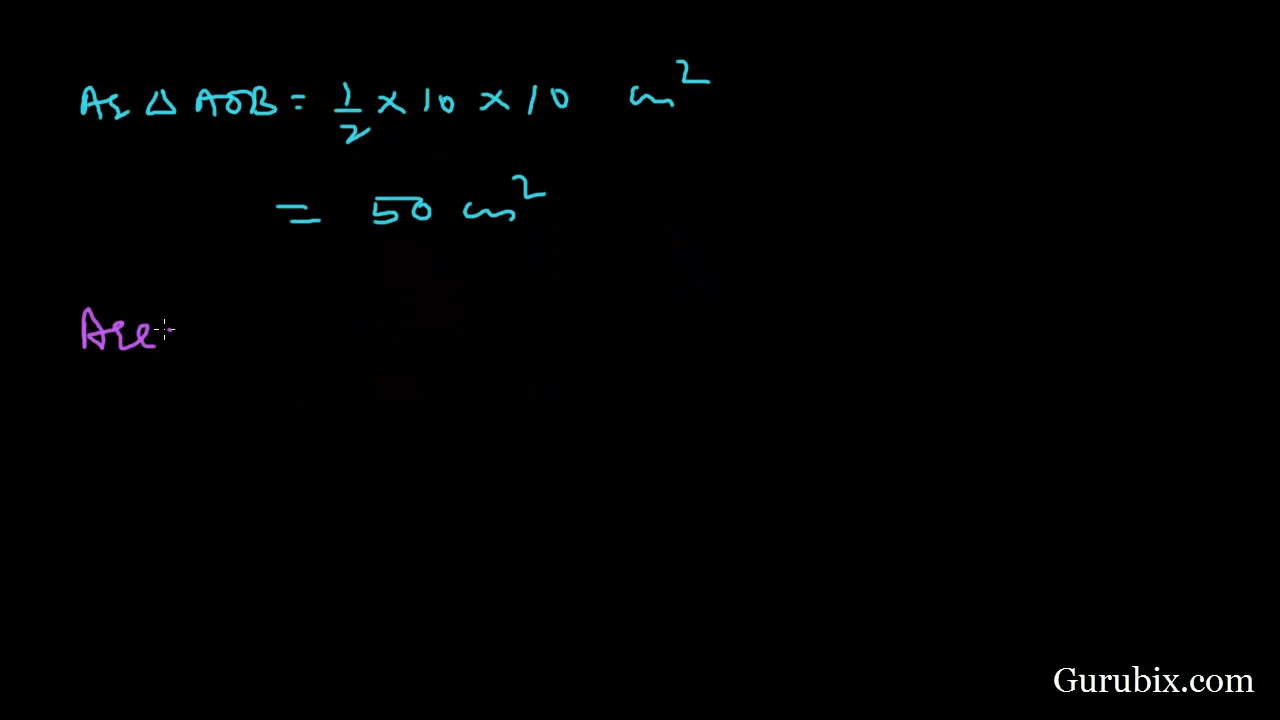 Ar △ AOB = 1/2 × 10 × 10 cm²
= 50 cm²
Are
Gurubix.com